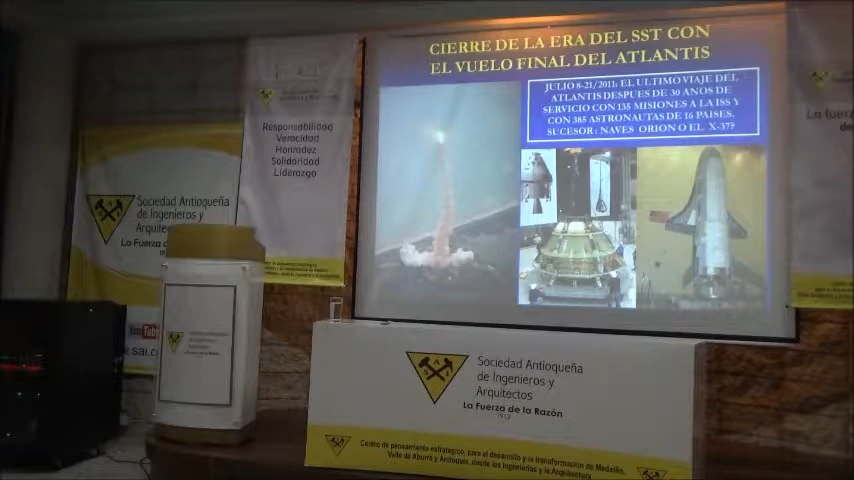 CIERRE DE LA ERA DEL SST CON
EL VUELO FINAL DEL ATLANTIS
JULIO 8-21/2011: EL ULTIMO VIAJE DEL
ATLANTIS DESPUES DE 30 AÑOS DE
SERVICIO CON 135 MISIONES A LA ISS Y
CON 385 ASTRONAUTAS DE 16 PAISES.
SUCESOR: NAVES ORION O EL X-37?
Responsabilidad
Veracidad
Honradez
Solidaridad
Liderazgo
Sociedad Antioqueña
de Ingenieros y
La Fuerza d
YouTub
La fuerza
Sociedad Antioqueña
de Ingenieros y
Arquitectos
La Fuerza de la Razón
1913
Centro de pensamiento estratégico, para el desarrollo y la transformación de Medellín,
Valle de Aburrá y Antioquia, desde las Ingenierías y la Arquitectura